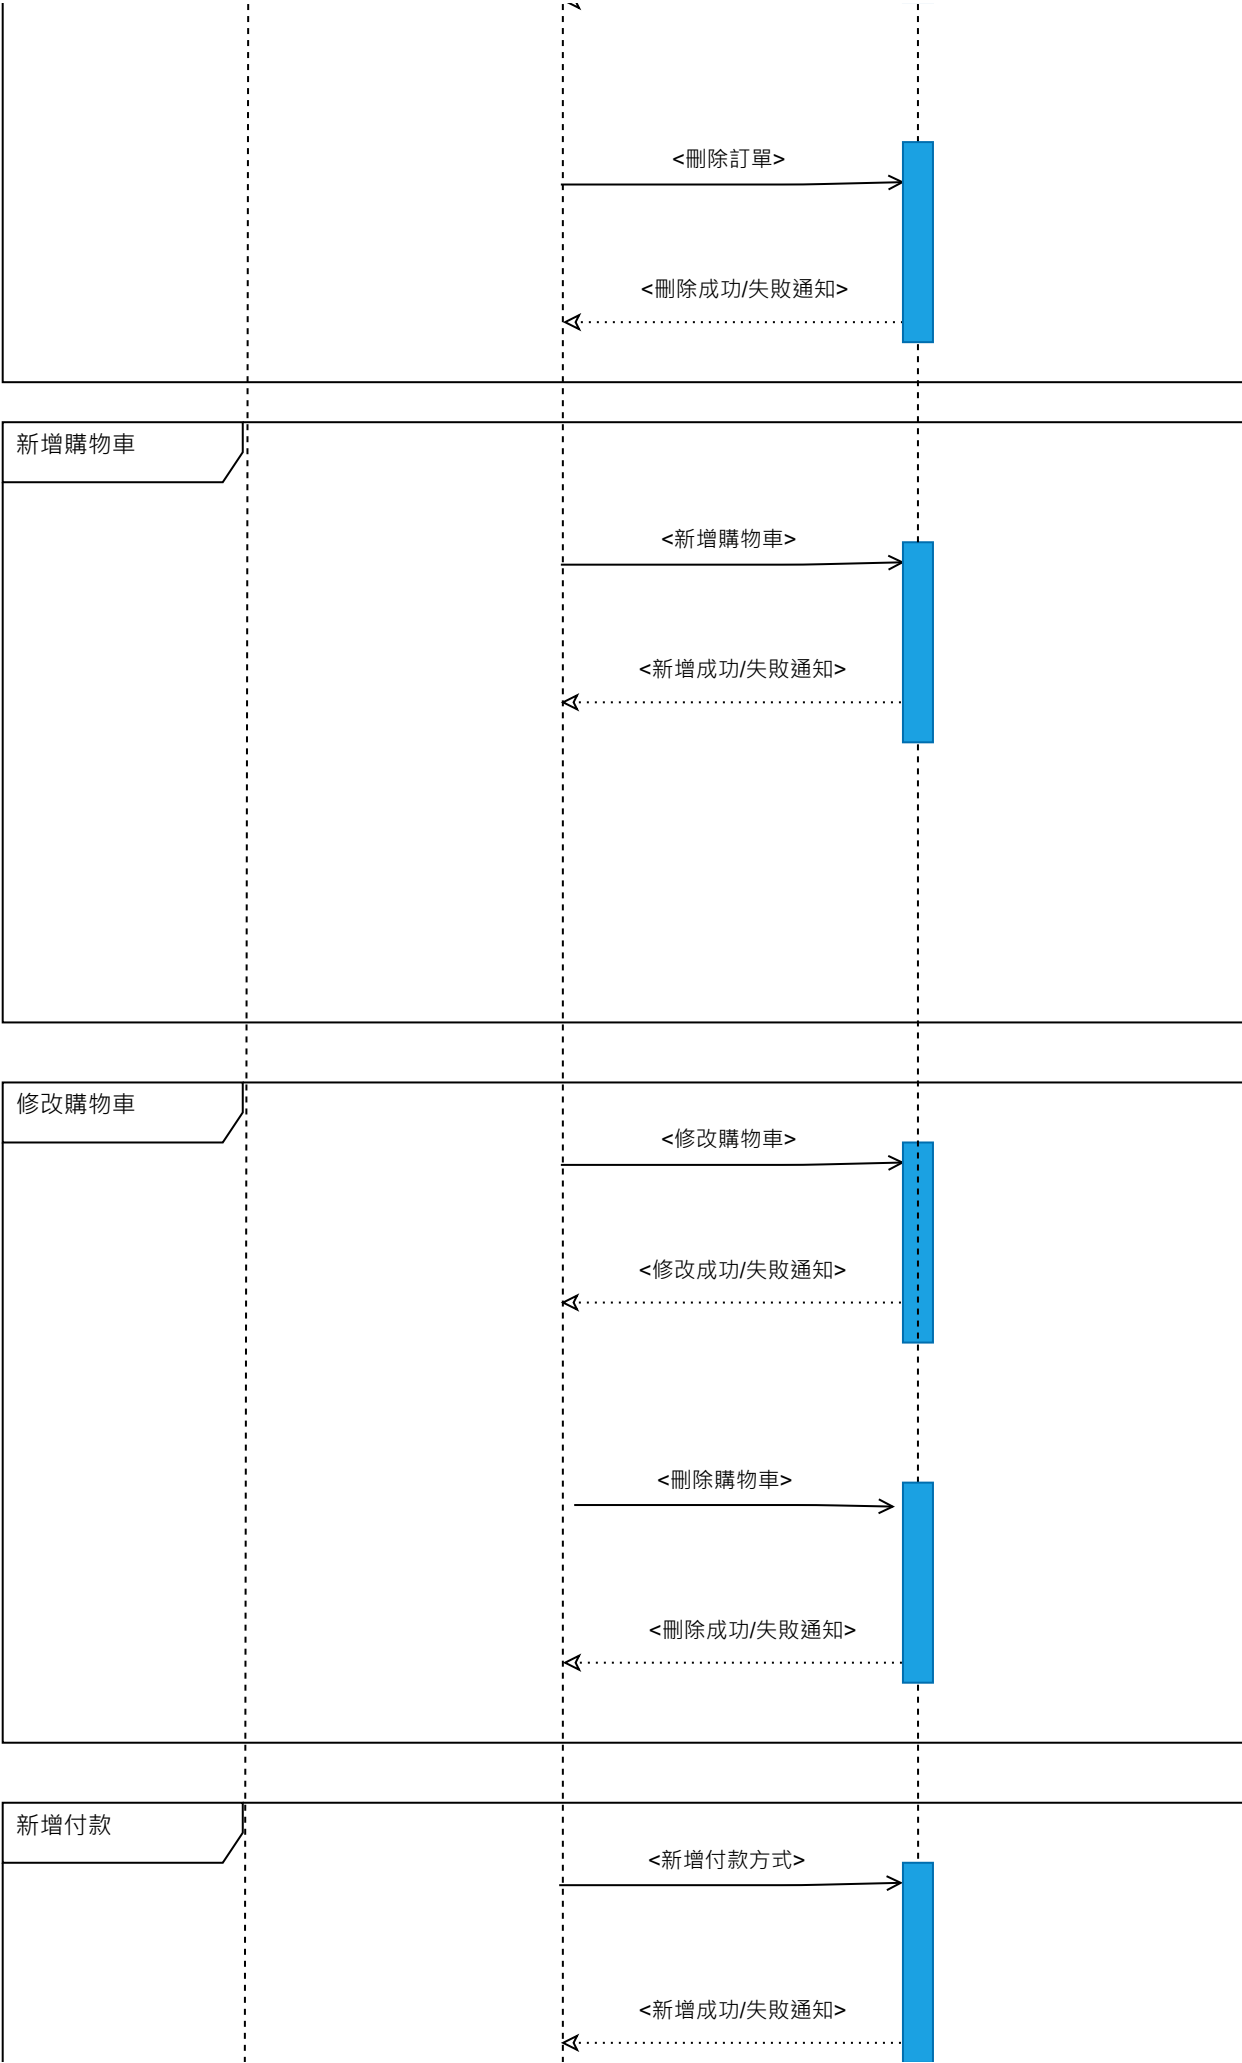 <刪除訂單>
<刪除成功/失敗通知>
新增購物車
<新增購物車>
<新增成功/失敗通知>
修改購物車
<修改購物車>
<修改成功/失敗通知>
<刪除購物車>
<刪除成功/失敗通知>
新增付款
<新增付款方式>
<新增成功/失敗通知>